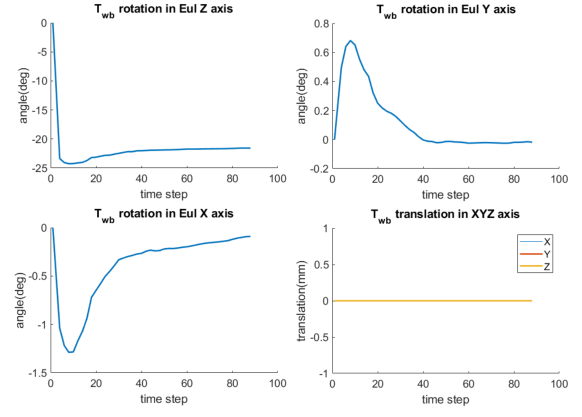 T_wb rotation in Eul Z axis
0
-5
-10
-15
-20
-25
0 20 40 60 80 100
angle(deg)
time step
T_wb rotation in Eul Y axis
0.8
0.6
0.4
0.2
0
-0.2
0 20 40 60 80 100
angle(deg)
time step
T_wb rotation in Eul X axis
0
-0.5
-1
-1.5
0 20 40 60 80 100
angle(deg)
time step
T_wb translation in XYZ axis
1
0.5
0
-0.5
-1
0 20 40 60 80 100
translation(mm)
time step
X
Y
Z